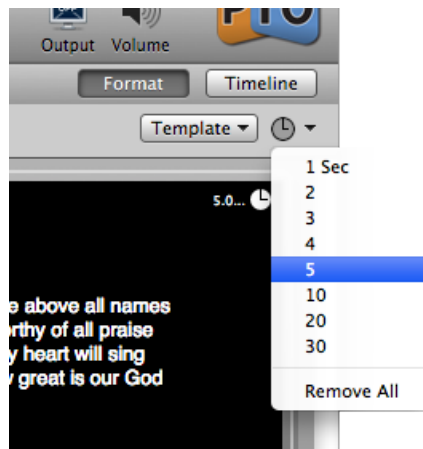 PRO
Output Volume
Format Timeline
Template
1 Sec
5.0...
2
3
4
5
10
20
30
Remove All
above all names
of all praise
heart will sing
great is our God